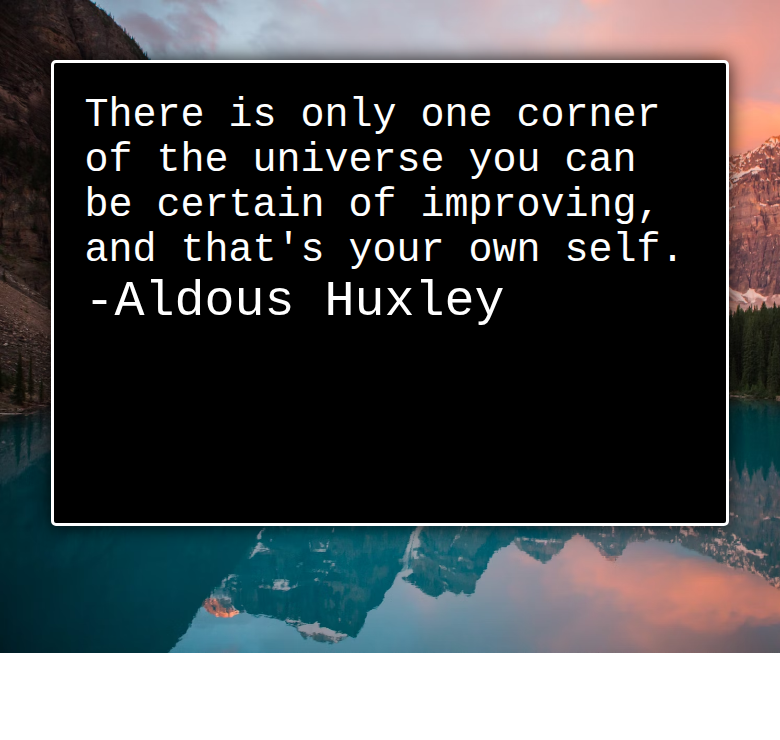 There is only one corner
of the universe you can
be certain of improving,
and that's your own self.
-Aldous Huxley